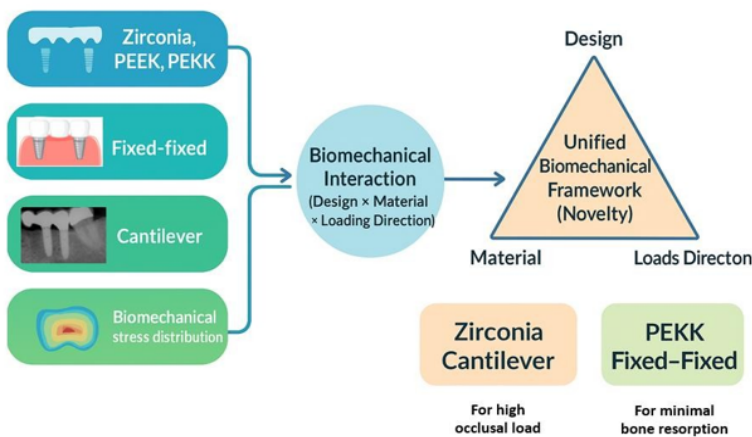 Zirconia,
PEEK, PEKK
Fixed-fixed
Cantilever
Biomechanical
stress distribution
Biomechanical
Interaction
(Design × Material
× Loading Direction)
Design
Unified
Biomechanical
Framework
(Novelty)
Material
Loads Directon
Zirconia
Cantilever
For high
occlusal load
PEKK
Fixed–Fixed
For minimal
bone resorption